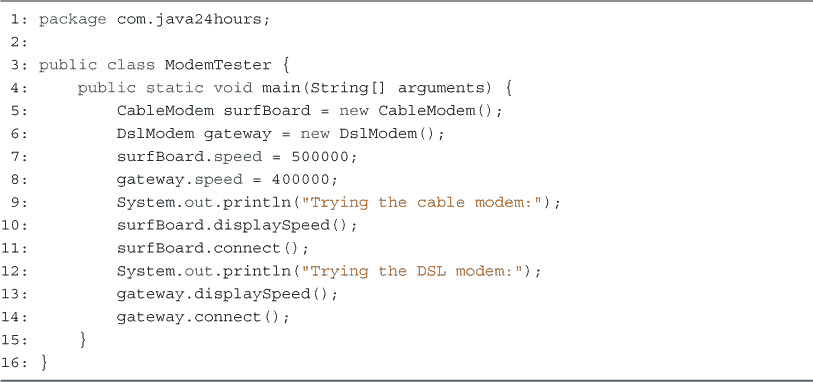 1: package com.java24hours;
2:
3: public class ModemTester {
4:     public static void main(String[] arguments) {
5:         CableModem surfBoard = new CableModem();
6:         DslModem gateway = new DslModem();
7:         surfBoard.speed = 500000;
8:         gateway.speed = 400000;
9:         System.out.println("Trying the cable modem:");
10:         surfBoard.displaySpeed();
11:         surfBoard.connect();
12:         System.out.println("Trying the DSL modem:");
13:         gateway.displaySpeed();
14:         gateway.connect();
15:     }
16: }